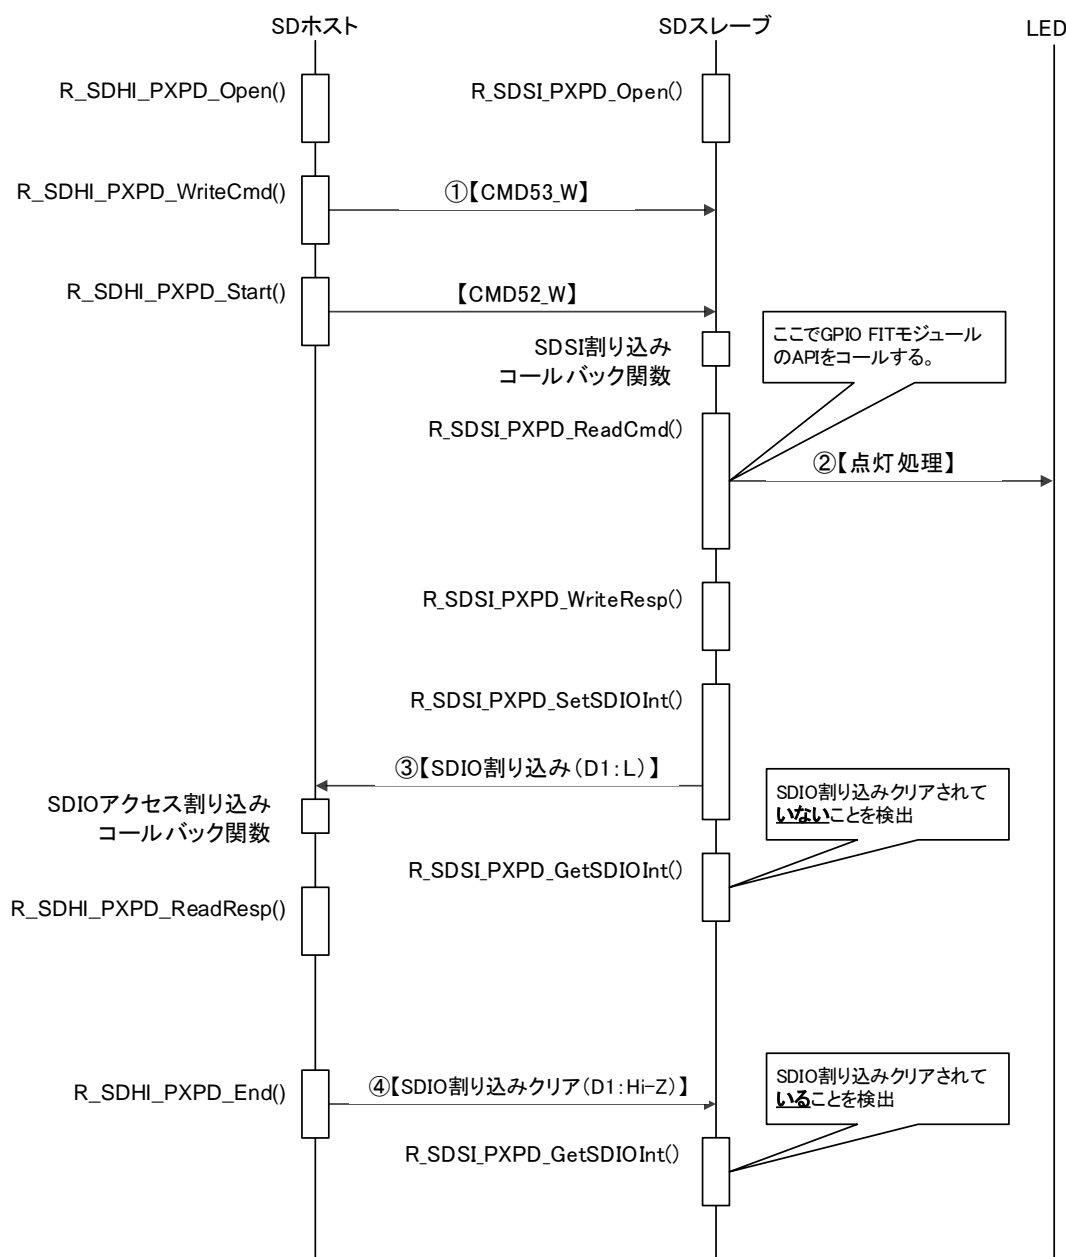 SDホスト
SDスレーブ
LED
R_SDHI_PXPD_Open()
R_SDSI_PXPD_Open()
R_SDHI_PXPD_WriteCmd()
①【CMD53_W】
R_SDHI_PXPD_Start()
【CMD52_W】
ここでGPIO FITモジュール
のAPIをコールする。
SDSI割り込み
コールバック関数
R_SDSI_PXPD_ReadCmd()
②【点灯処理】
R_SDSI_PXPD_WriteResp()
R_SDSI_PXPD_SetSDIOInt()
③【SDIO割り込み(D1:L)】
SDIOアクセス割り込み
コールバック関数
SDIO割り込みクリアされて
いないことを検出
R_SDSI_PXPD_GetSDIOInt()
R_SDHI_PXPD_ReadResp()
R_SDHI_PXPD_End()
④【SDIO割り込みクリア(D1:Hi-Z)】
SDIO割り込みクリアされて
いることを検出
R_SDSI_PXPD_GetSDIOInt()